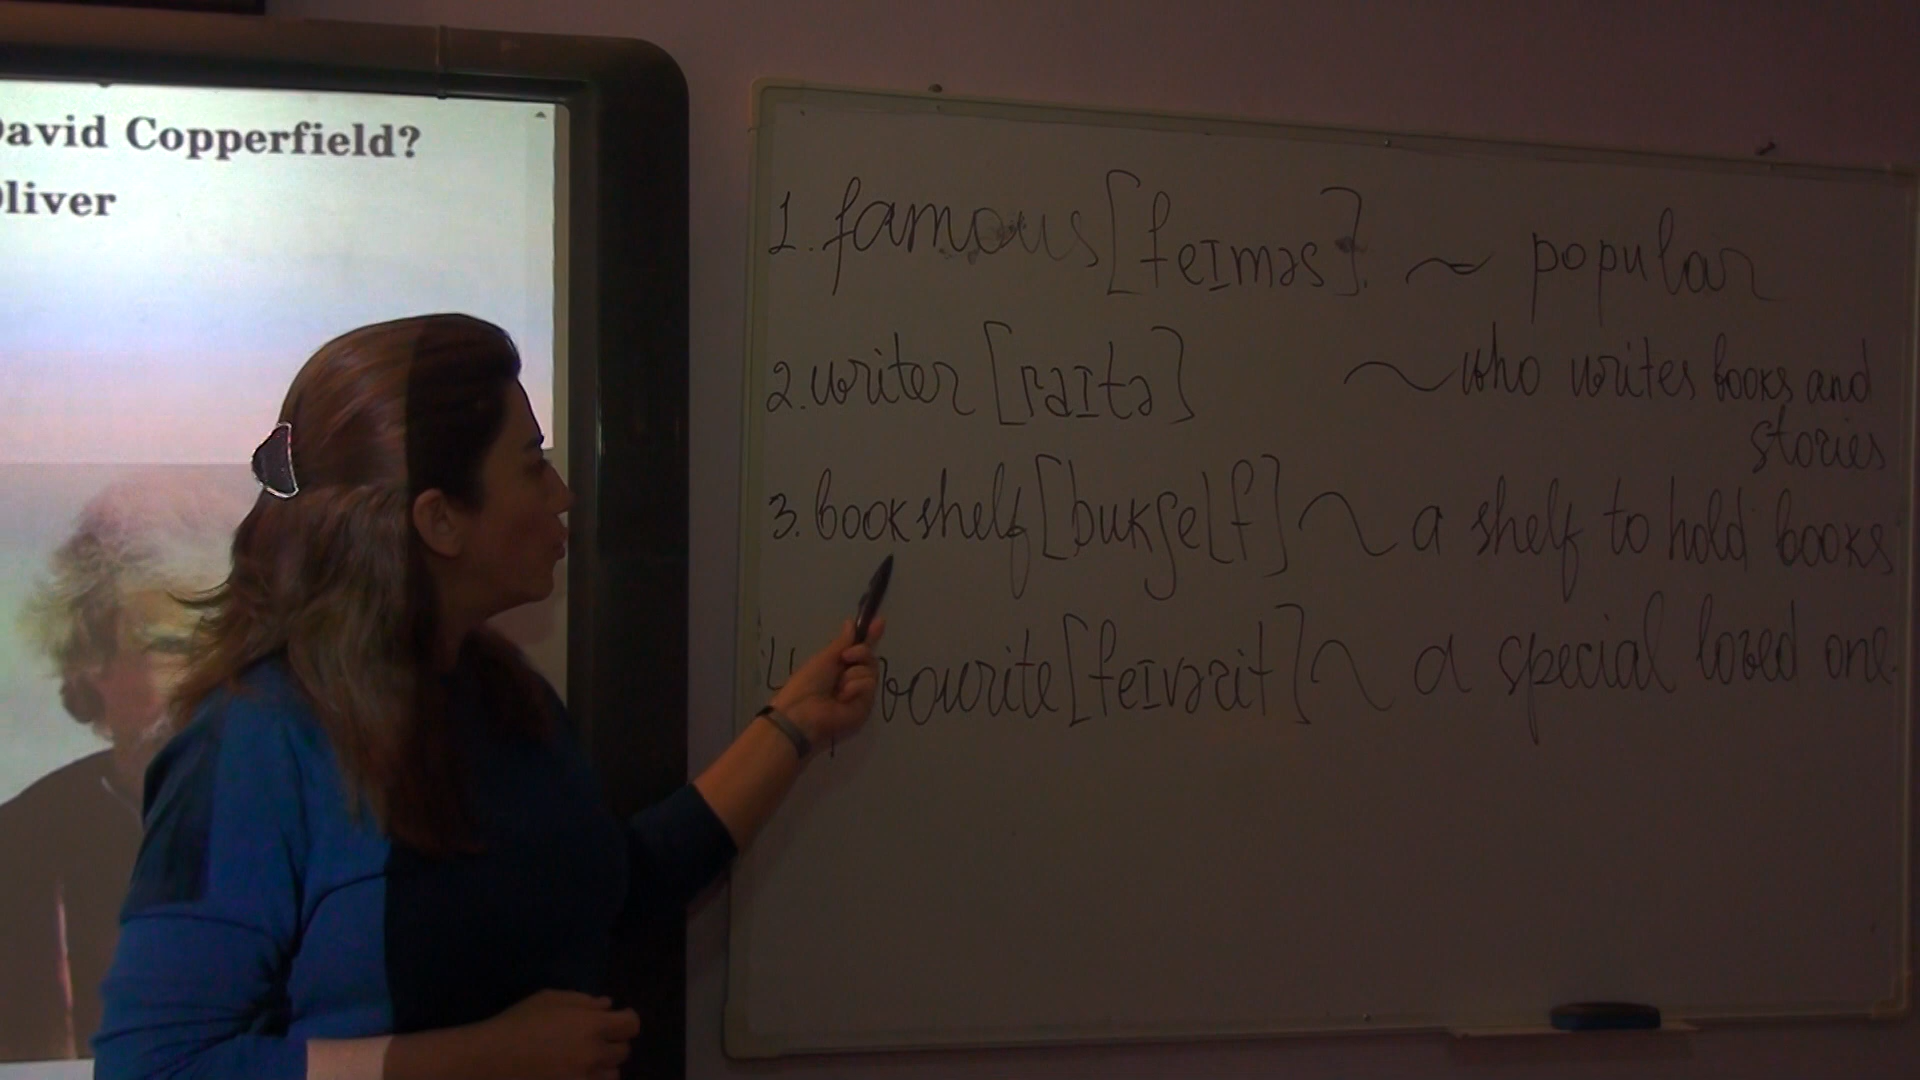 David Copperfield?
Oliver
1. famous [feɪməs]. ~ popular
2. writer [raɪtə] ~ who writes books and
stories
3. bookshelf [bukʃelf] ~ a shelf to hold books
4. [feɪvərit] ~ a special loved one.